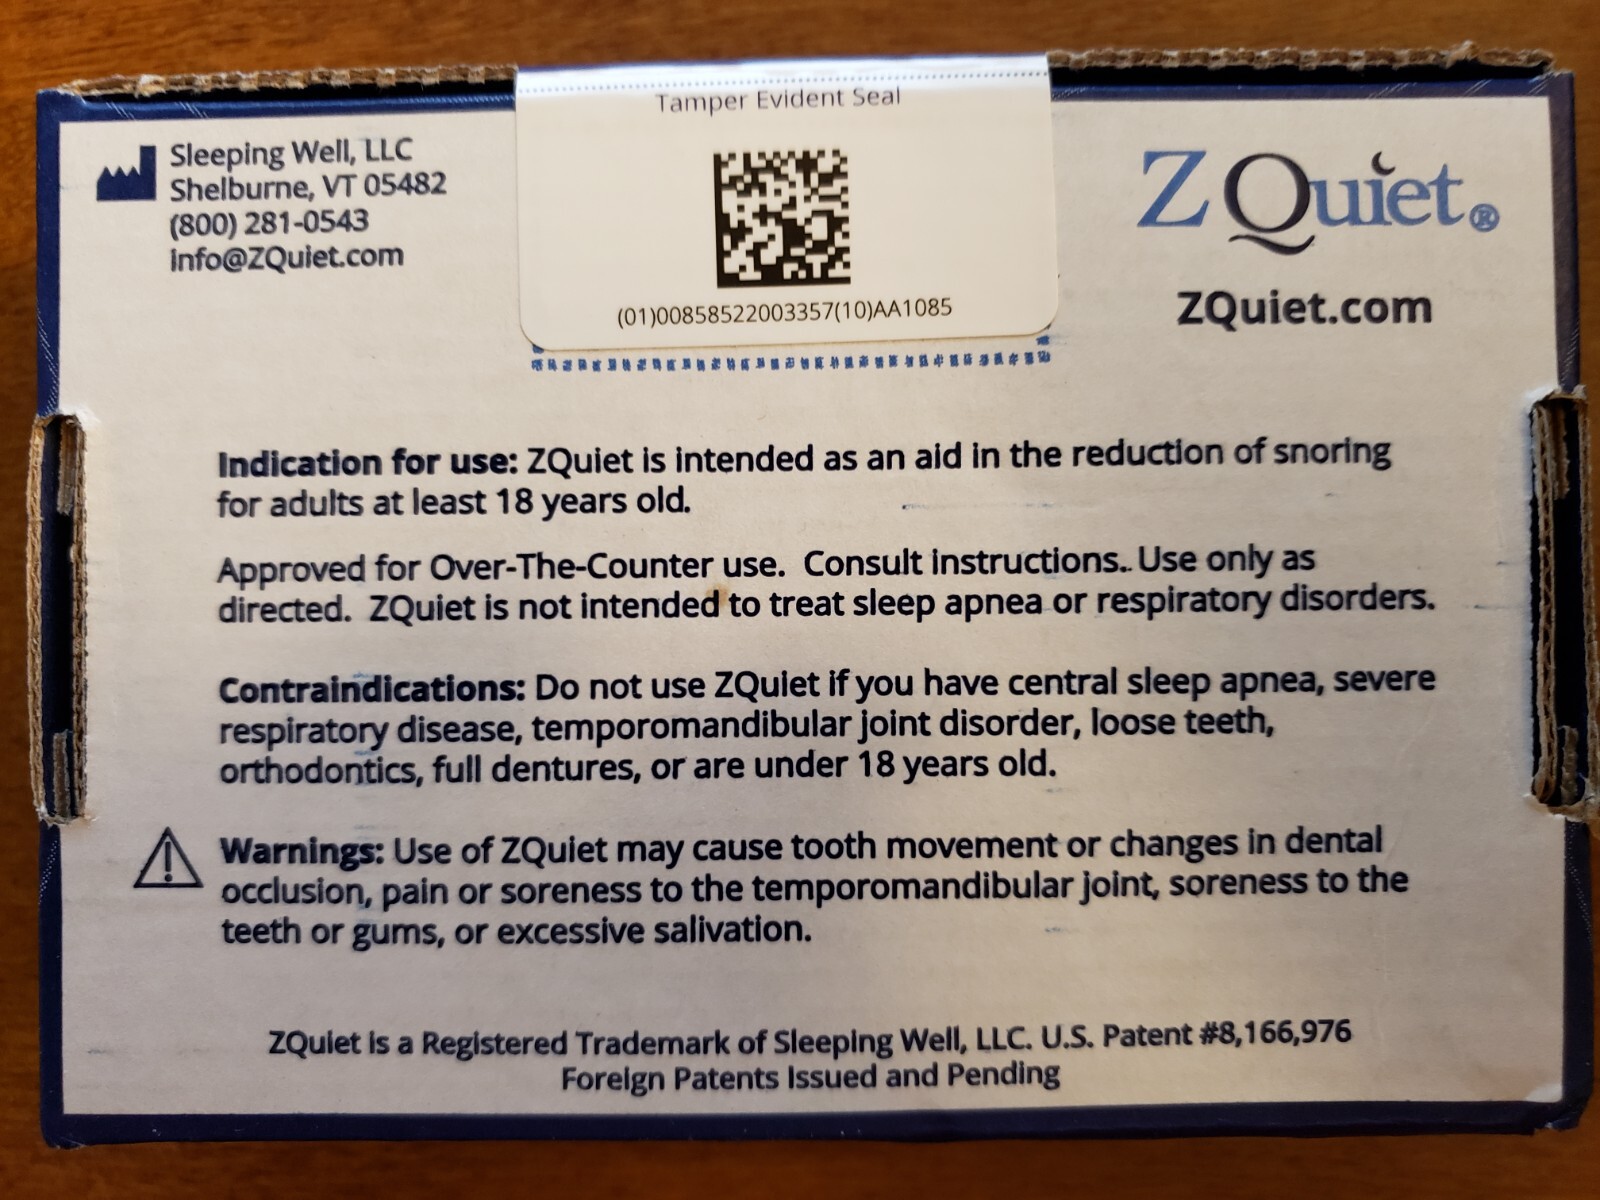 Tamper Evident Seal
(01)00858522003357(10)AA1085
Sleeping Well, LLC
Shelburne, VT 05482
(800) 281-0543
info@ZQuiet.com
ZQuiet®
ZQuiet.com
Indication for use: ZQuiet is intended as an aid in the reduction of snoring
for adults at least 18 years old.
Approved for Over-The-Counter use. Consult instructions. Use only as
directed. ZQuiet is not intended to treat sleep apnea or respiratory disorders.
Contraindications: Do not use ZQuiet if you have central sleep apnea, severe
respiratory disease, temporomandibular joint disorder, loose teeth,
orthodontics, full dentures, or are under 18 years old.
Warnings: Use of ZQuiet may cause tooth movement or changes in dental
occlusion, pain or soreness to the temporomandibular joint, soreness to the
teeth or gums, or excessive salivation.
ZQuiet is a Registered Trademark of Sleeping Well, LLC. U.S. Patent #8,166,976
Foreign Patents Issued and Pending